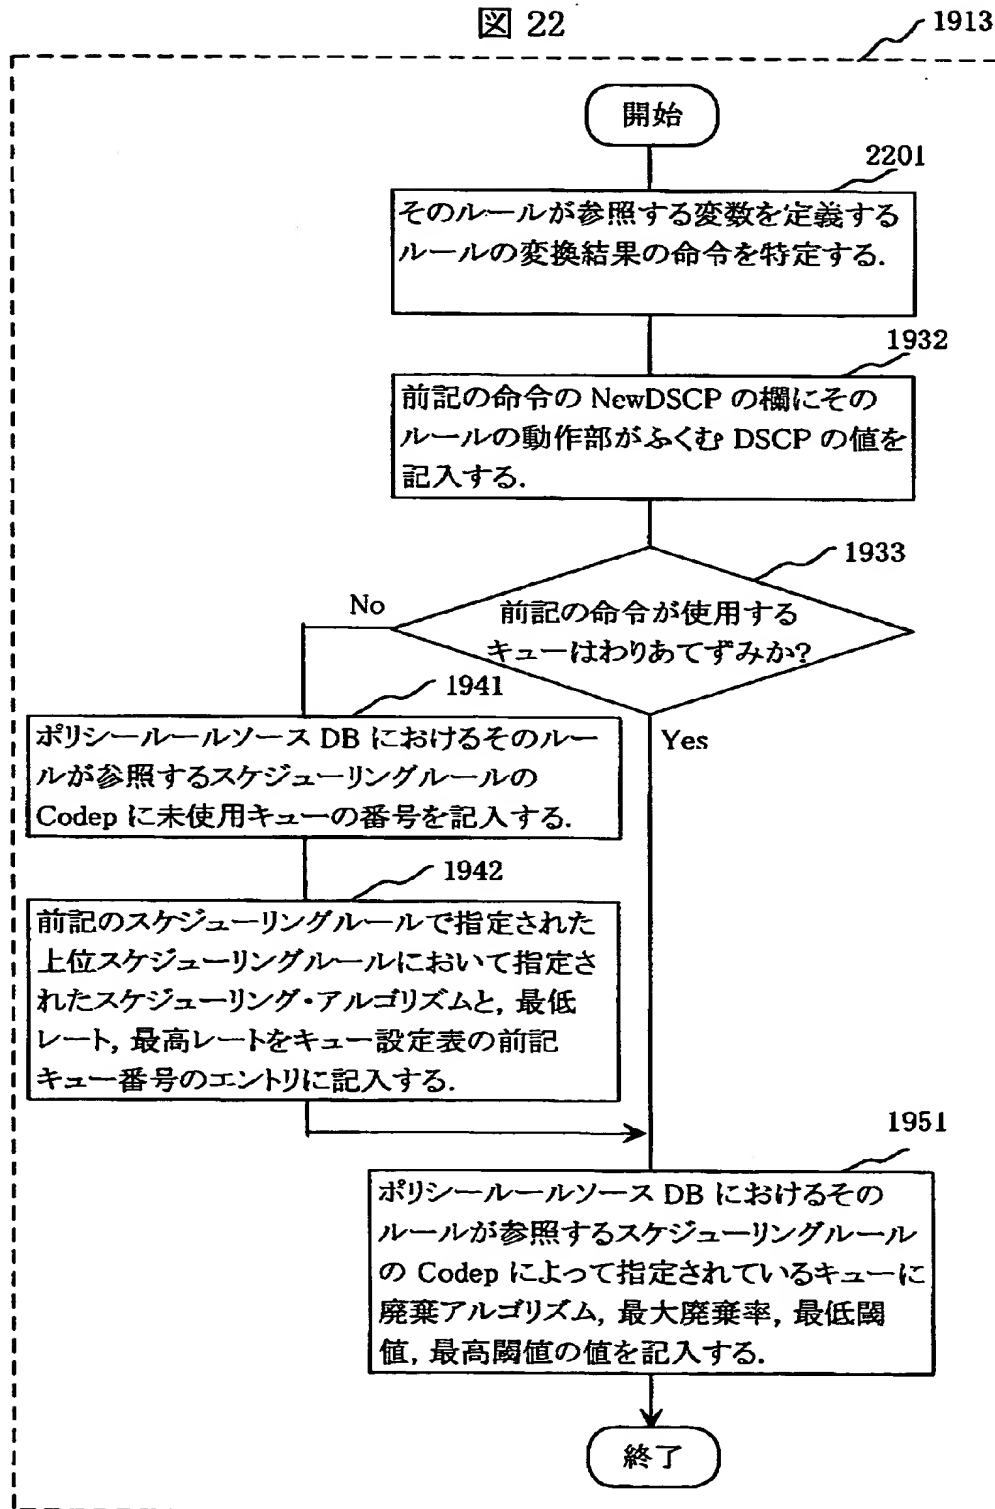 図 22
1913
開始
2201
そのルールが参照する変数を定義する
ルールの変換結果の命令を特定する.
1932
前記の命令の NewDSCP の欄にその
ルールの動作部がふくむ DSCP の値を
記入する.
1933
前記の命令が使用する
キューはわりあてずみか?
No
Yes
1941
ポリシールールソース DB におけるそのルー
ルが参照するスケジューリングルールの
Codep に未使用キューの番号を記入する.
1942
前記のスケジューリングルールで指定された
上位スケジューリングルールにおいて指定さ
れたスケジューリング・アルゴリズムと, 最低
レート, 最高レートをキュー設定表の前記
キュー番号のエントリに記入する.
1951
ポリシールールソース DB におけるその
ルールが参照するスケジューリングルール
の Codep によって指定されているキューに
廃棄アルゴリズム, 最大廃棄率, 最低閾
値, 最高閾値の値を記入する.
終了